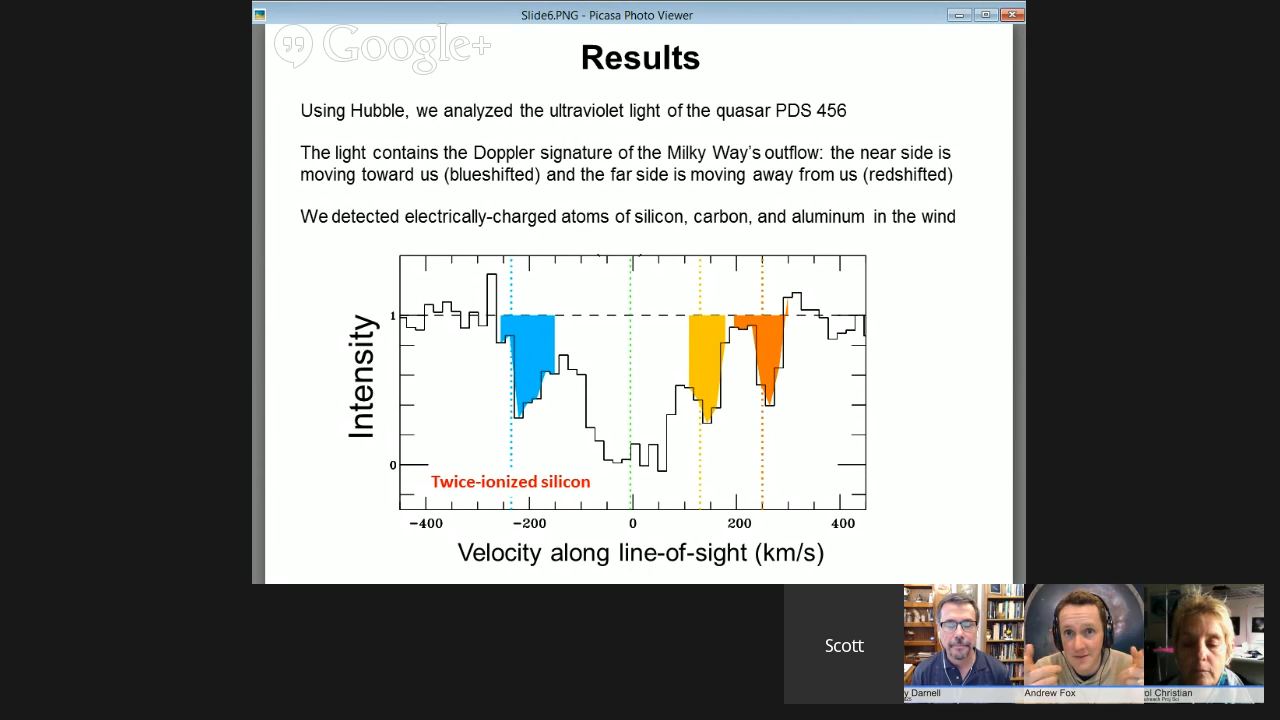 Slide6.PNG - Picasa Photo Viewer
Google+
Results
Using Hubble, we analyzed the ultraviolet light of the quasar PDS 456
The light contains the Doppler signature of the Milky Way's outflow: the near side is
moving toward us (blueshifted) and the far side is moving away from us (redshifted)
We detected electrically-charged atoms of silicon, carbon, and aluminum in the wind
Intensity
1
0
Twice-ionized silicon
−400 −200 0 200 400
Velocity along line-of-sight (km/s)
Scott
y Darnell
Andrew Fox
ol Christian